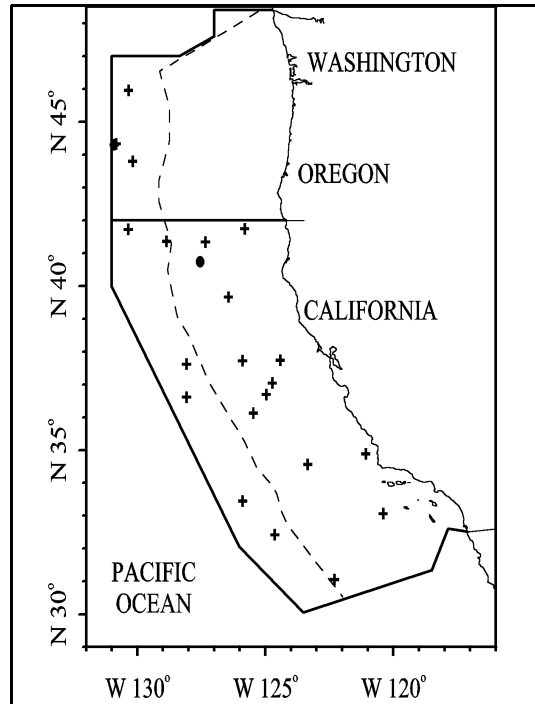 WASHINGTON
N 45°
OREGON
N 40°
CALIFORNIA
N 35°
PACIFIC
OCEAN
N 30°
W 130° W 125° W 120°